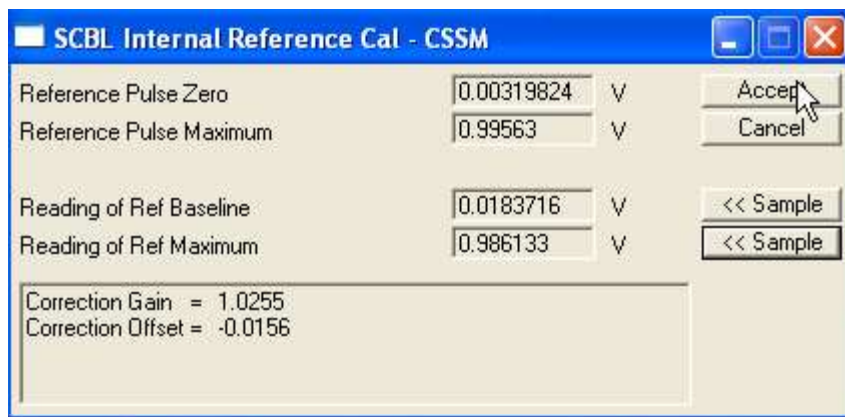 SCBL Internal Reference Cal - CSSM
Reference Pulse Zero 0.00319824 V Accept
Reference Pulse Maximum 0.99563 V Cancel
Reading of Ref Baseline 0.0183716 V << Sample
Reading of Ref Maximum 0.986133 V << Sample
Correction Gain = 1.0255
Correction Offset = -0.0156